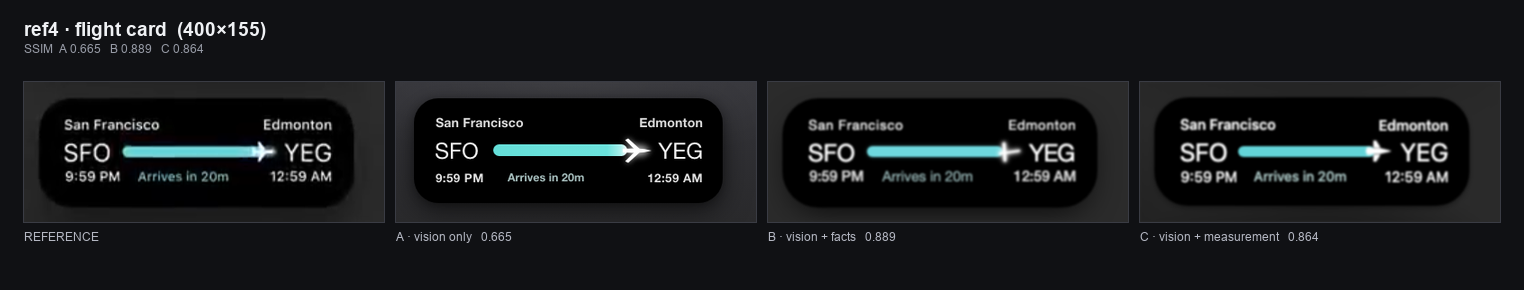 ref4 · flight card (400×155)
SSIM A 0.665 B 0.889 C 0.864
San Francisco Edmonton
SFO YEG
9:59 PM Arrives in 20m 12:59 AM
REFERENCE
San Francisco Edmonton
SFO YEG
9:59 PM Arrives in 20m 12:59 AM
A · vision only 0.665
San Francisco Edmonton
SFO YEG
9:59 PM Arrives in 20m 12:59 AM
B · vision + facts 0.889
San Francisco Edmonton
SFO YEG
9:59 PM Arrives in 20m 12:59 AM
C · vision + measurement 0.864